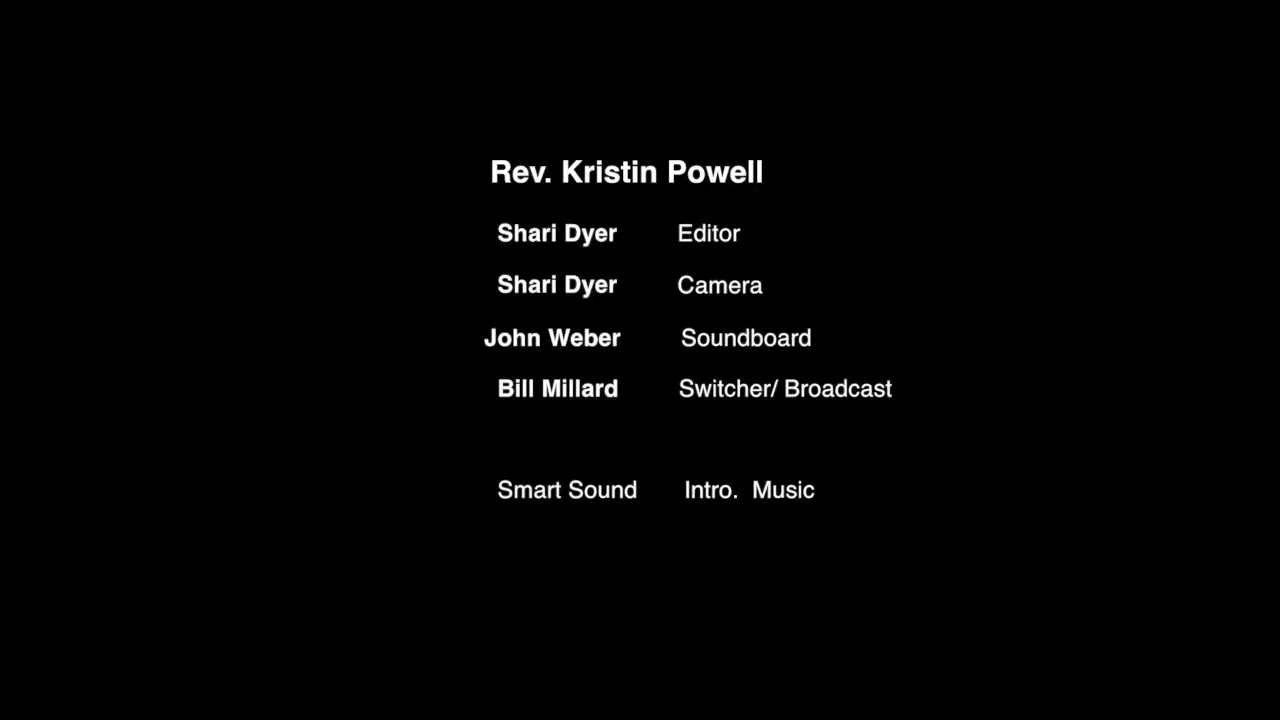 Rev. Kristin Powell
Shari Dyer Editor
Shari Dyer Camera
John Weber Soundboard
Bill Millard Switcher/ Broadcast
Smart Sound Intro. Music